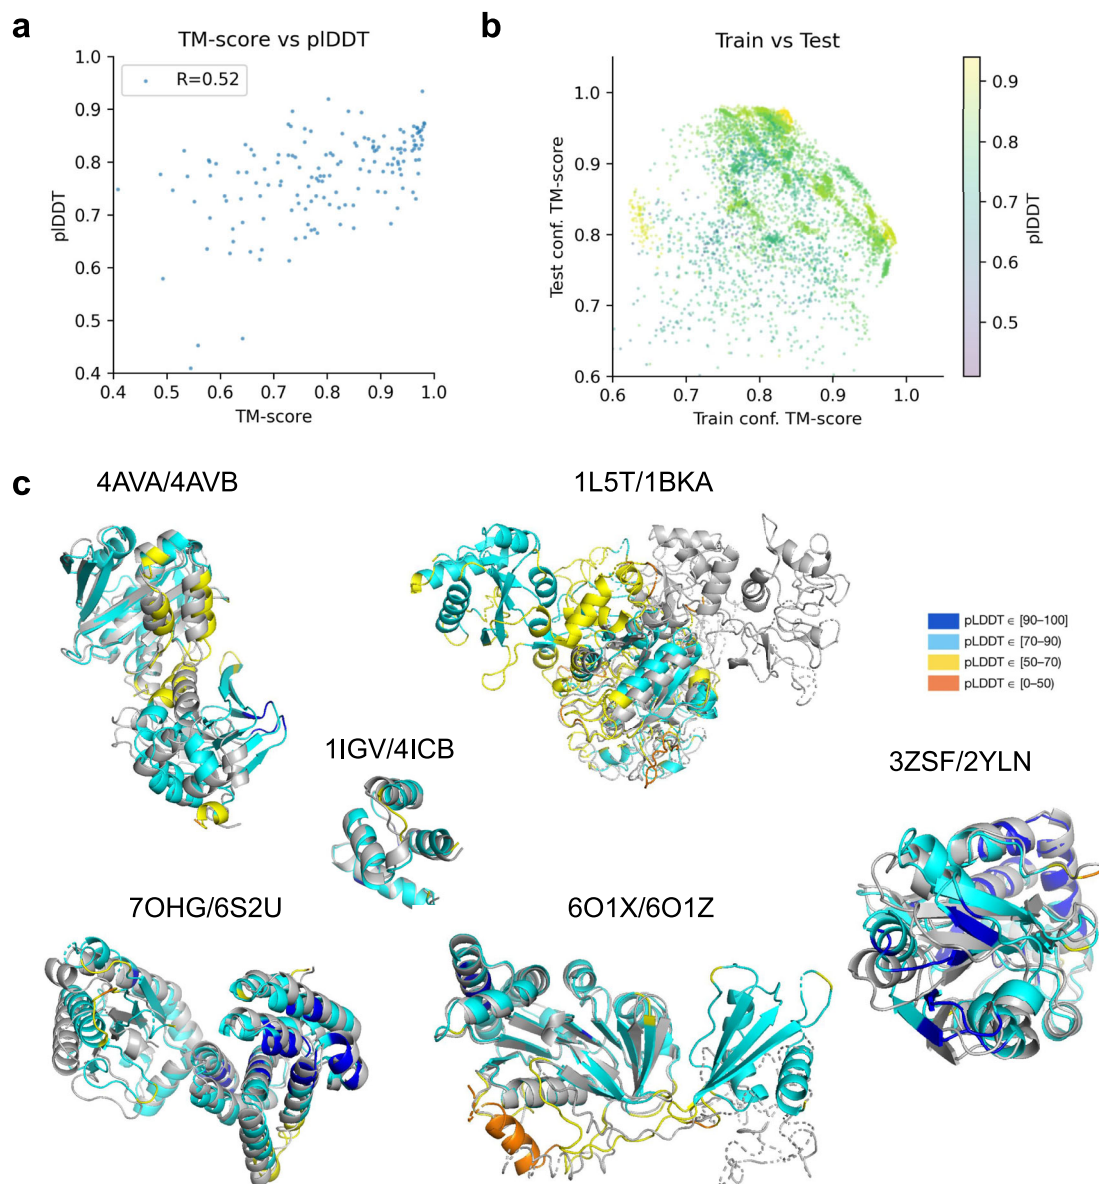 a
TM-score vs plDDT
R=0.52
1.0
0.9
0.8
0.7
0.6
0.5
0.4
plDDT
0.4 0.5 0.6 0.7 0.8 0.9 1.0
TM-score
b
Train vs Test
1.0
0.9
0.8
0.7
0.6
Test conf. TM-score
0.6 0.7 0.8 0.9 1.0
Train conf. TM-score
0.9
0.8
0.7
0.6
0.5
plDDT
c
4AVA/4AVB
1L5T/1BKA
pLDDT ∈ [90–100]
pLDDT ∈ [70–90)
pLDDT ∈ [50–70)
pLDDT ∈ [0–50)
1IGV/4ICB
3ZSF/2YLN
7OHG/6S2U
6O1X/6O1Z